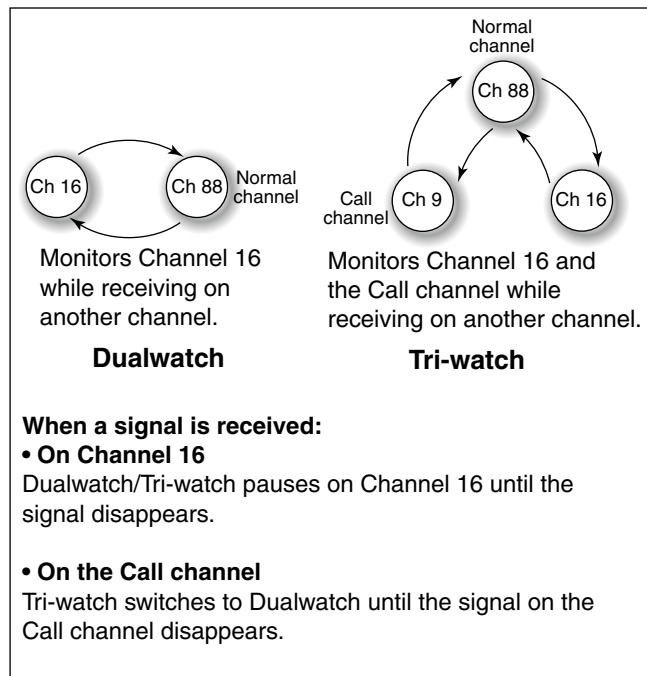 Ch 16
Ch 88
Normal
channel
Monitors Channel 16
while receiving on
another channel.
Dualwatch
Normal
channel
Ch 88
Call
channel
Ch 9
Ch 16
Monitors Channel 16 and
the Call channel while
receiving on another channel.
Tri-watch
When a signal is received:
• On Channel 16
Dualwatch/Tri-watch pauses on Channel 16 until the
signal disappears.
• On the Call channel
Tri-watch switches to Dualwatch until the signal on the
Call channel disappears.